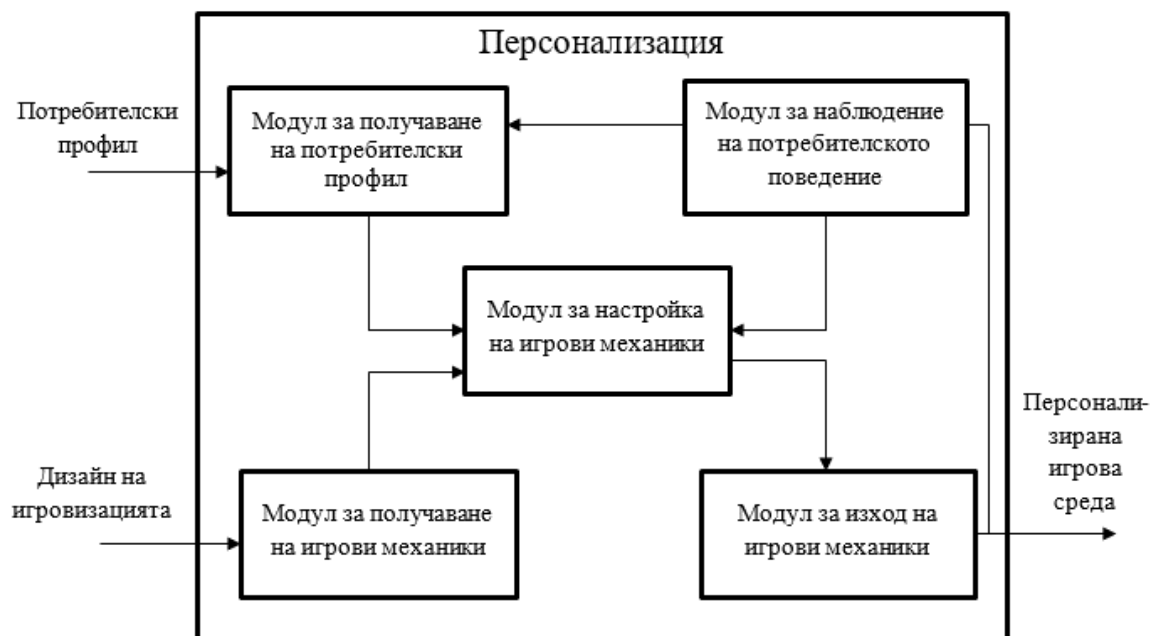 Персонализация
Потребителски
профил
Модул за получаване
на потребителски
профил
Модул за наблюдение
на потребителското
поведение
Модул за настройка
на игрови механики
Дизайн на
игровизацията
Модул за получаване
на игрови механики
Модул за изход на
игрови механики
Персонали-
зирана
игрова
среда